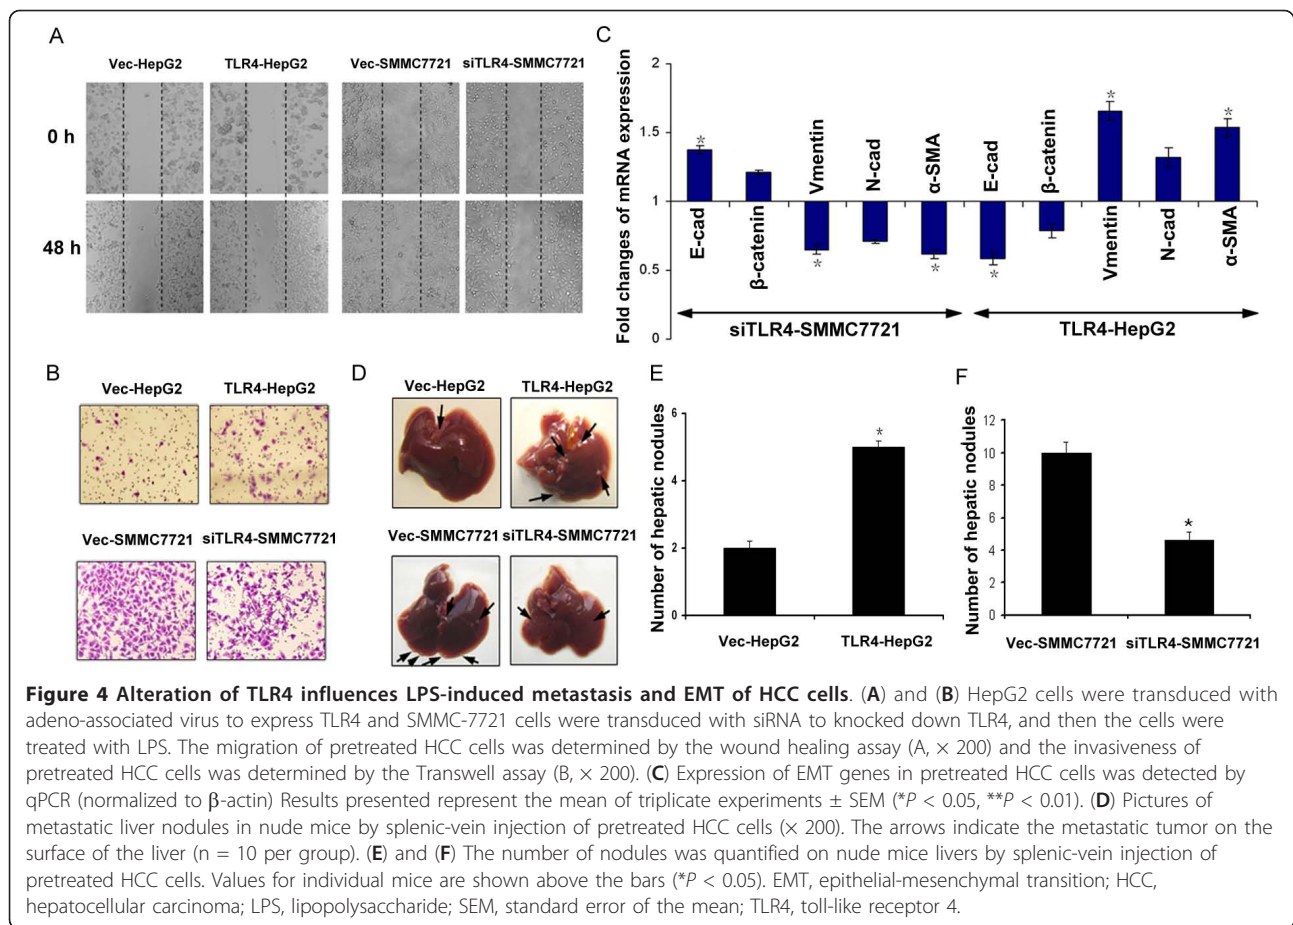 A
Vec-HepG2 TLR4-HepG2 Vec-SMMC7721 siTLR4-SMMC7721
0 h
48 h
C
Fold changes of mRNA expression
2
1.5
1
0.5
0
E-cad β-catenin Vmentin N-cad α-SMA E-cad β-catenin Vmentin N-cad α-SMA
* * * * * *
siTLR4-SMMC7721 TLR4-HepG2
B
Vec-HepG2 TLR4-HepG2
Vec-SMMC7721 siTLR4-SMMC7721
D
Vec-HepG2 TLR4-HepG2
Vec-SMMC7721 siTLR4-SMMC7721
E
Number of hepatic nodules
6
4
2
0
*
Vec-HepG2 TLR4-HepG2
F
Number of hepatic nodules
12
10
8
6
4
2
0
*
Vec-SMMC7721 siTLR4-SMMC7721
Figure 4 Alteration of TLR4 influences LPS-induced metastasis and EMT of HCC cells. (A) and (B) HepG2 cells were transduced with
adeno-associated virus to express TLR4 and SMMC-7721 cells were transduced with siRNA to knocked down TLR4, and then the cells were
treated with LPS. The migration of pretreated HCC cells was determined by the wound healing assay (A, × 200) and the invasiveness of
pretreated HCC cells was determined by the Transwell assay (B, × 200). (C) Expression of EMT genes in pretreated HCC cells was detected by
qPCR (normalized to β-actin) Results presented represent the mean of triplicate experiments ± SEM (*P < 0.05, **P < 0.01). (D) Pictures of
metastatic liver nodules in nude mice by splenic-vein injection of pretreated HCC cells (× 200). The arrows indicate the metastatic tumor on the
surface of the liver (n = 10 per group). (E) and (F) The number of nodules was quantified on nude mice livers by splenic-vein injection of
pretreated HCC cells. Values for individual mice are shown above the bars (*P < 0.05). EMT, epithelial-mesenchymal transition; HCC,
hepatocellular carcinoma; LPS, lipopolysaccharide; SEM, standard error of the mean; TLR4, toll-like receptor 4.